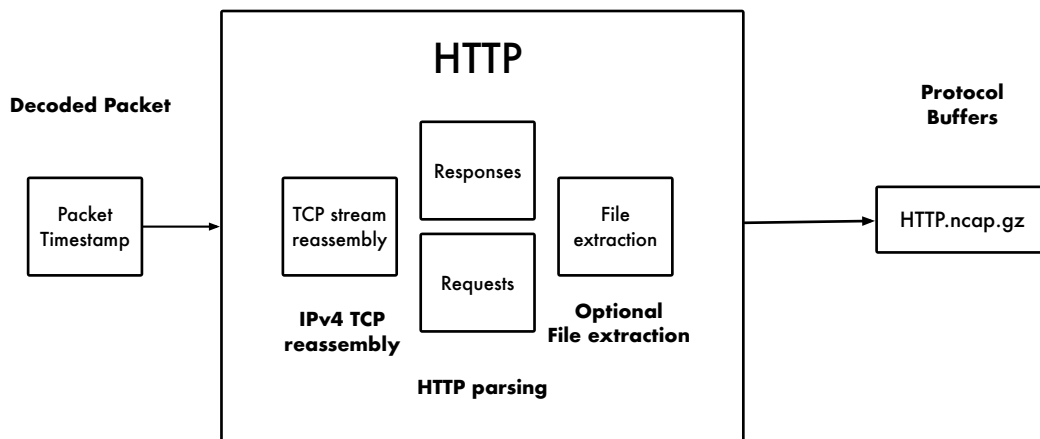 HTTP
Decoded Packet
Packet
Timestamp
TCP stream
reassembly
IPv4 TCP
reassembly
Responses
Requests
HTTP parsing
File
extraction
Optional
File extraction
Protocol
Buffers
HTTP.ncap.gz